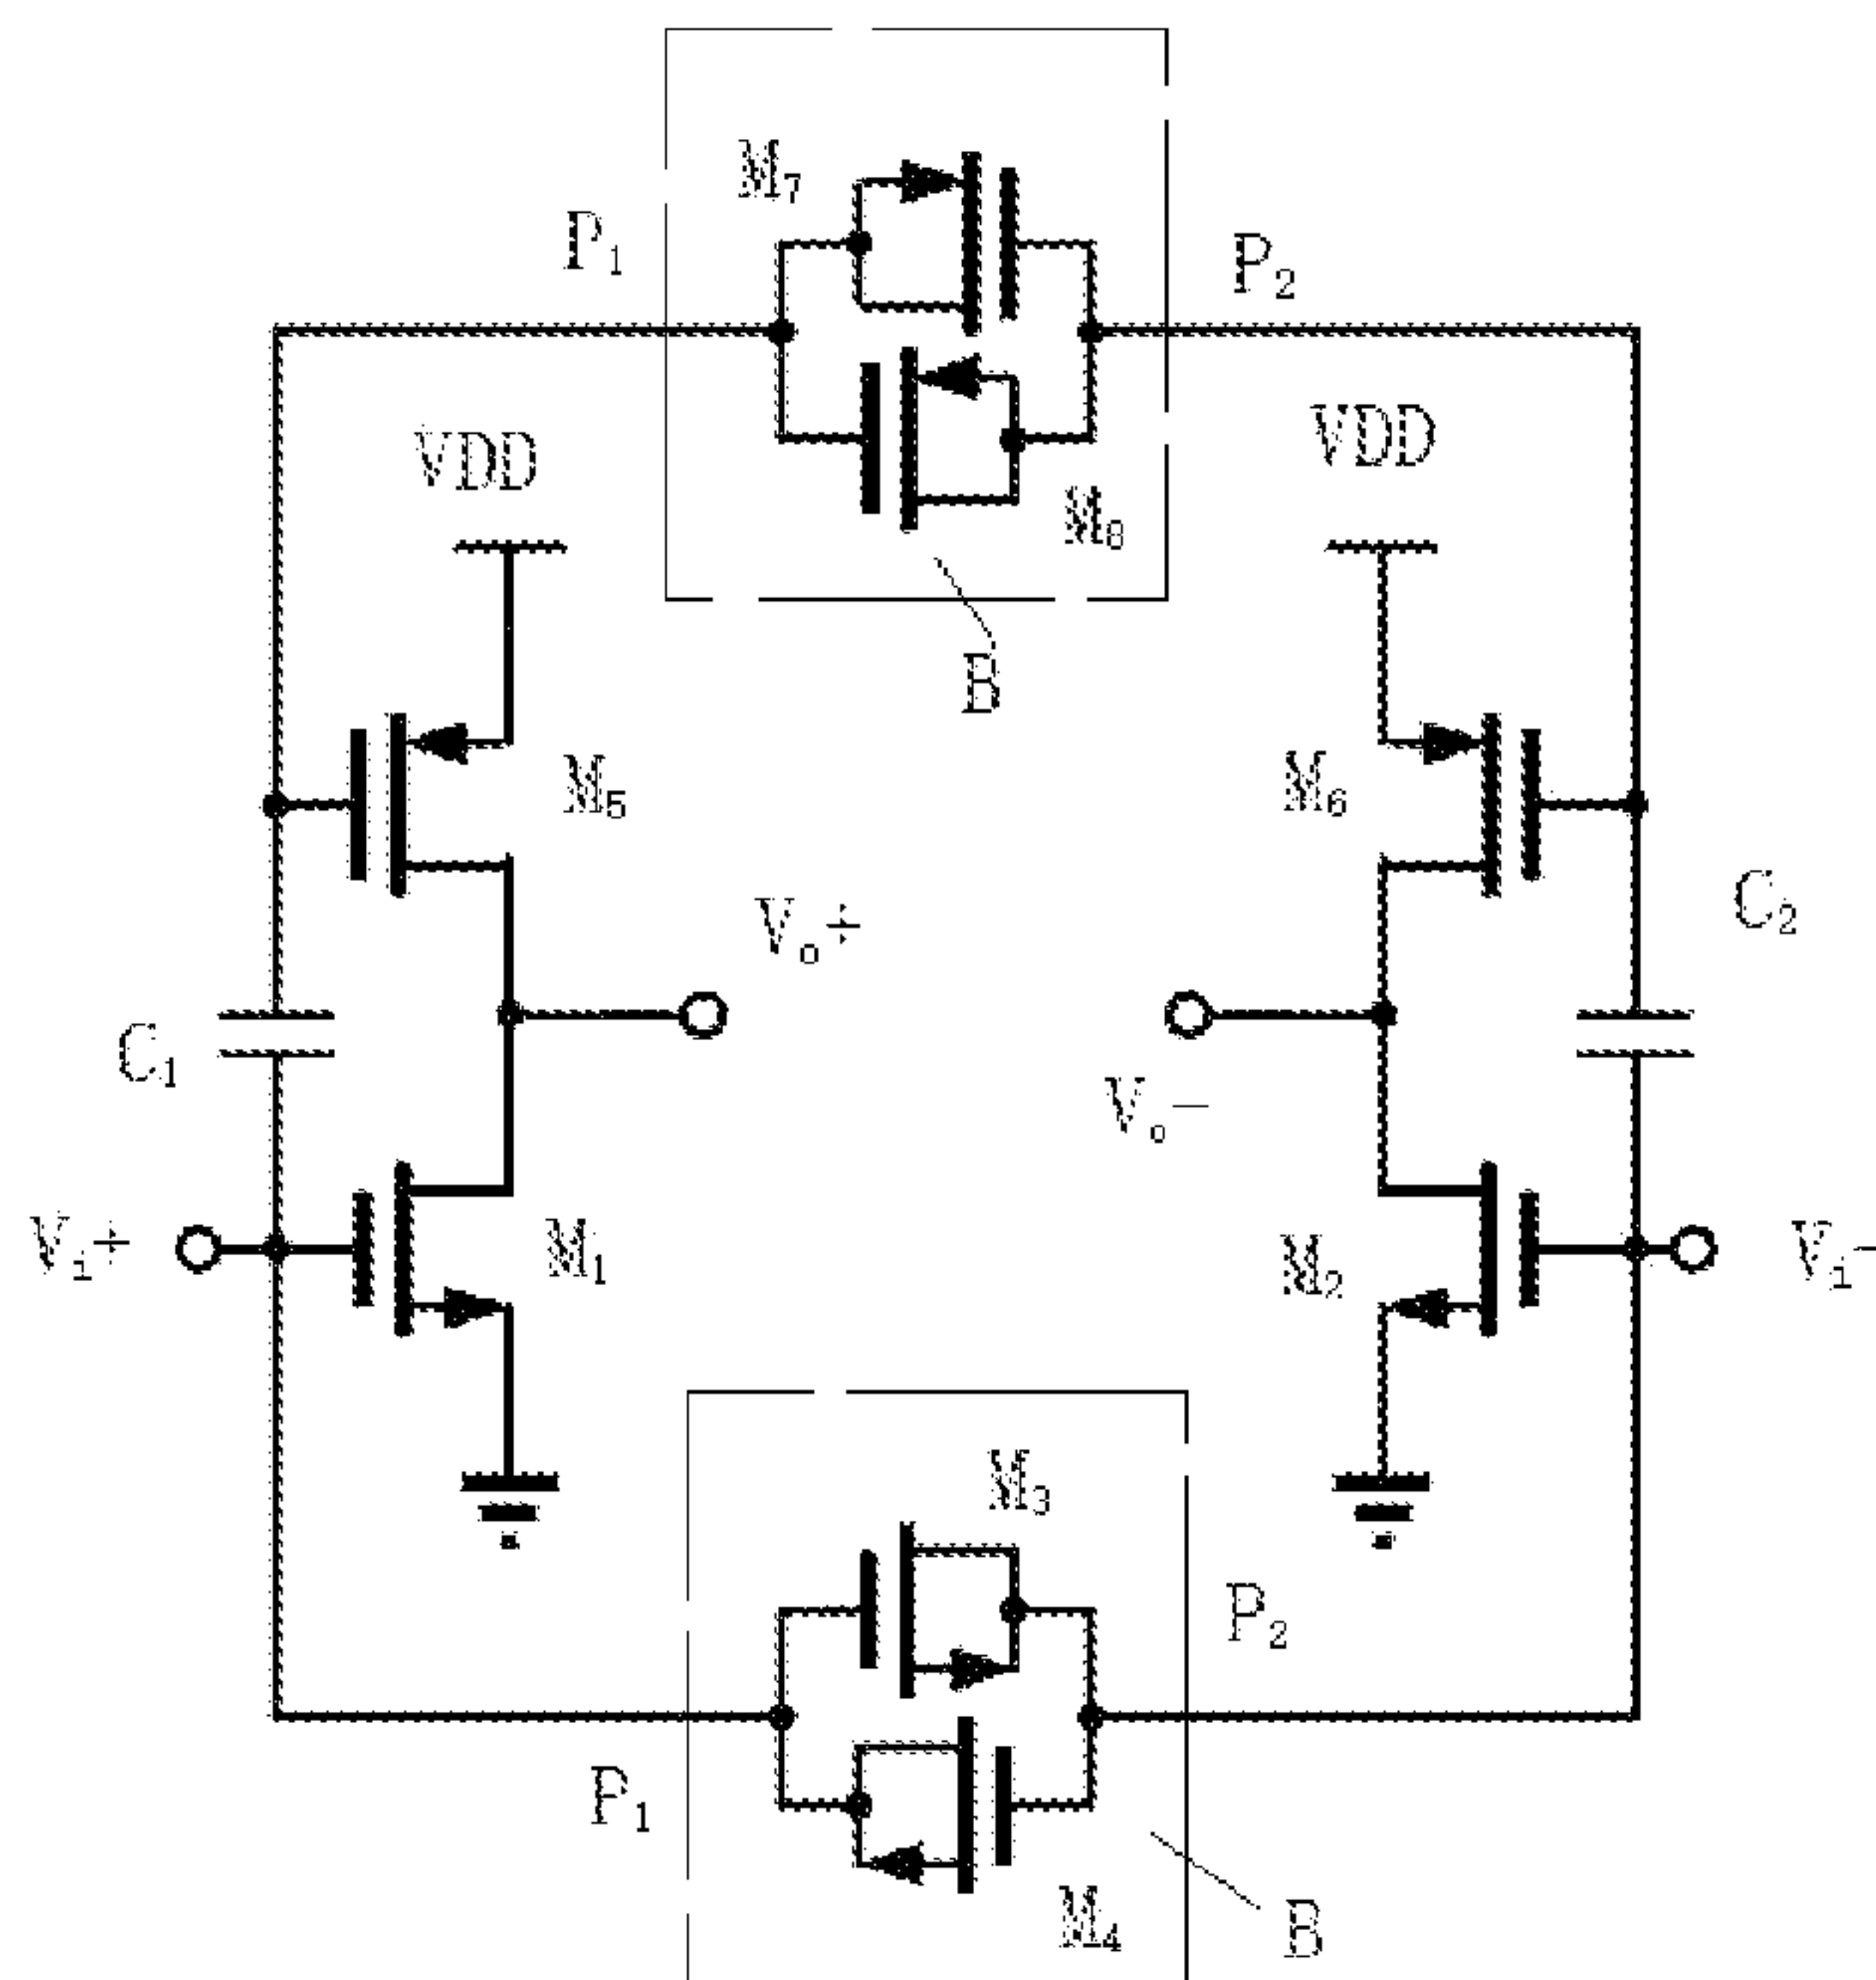 M₇
P₁
P₂
VDD
VDD
M₈
B
M₅
M₆
Vₒ+
C₂
C₁
Vₒ−
Vᵢ+
M₁
M₂
Vᵢ−
M₃
P₂
P₁
M₄
B